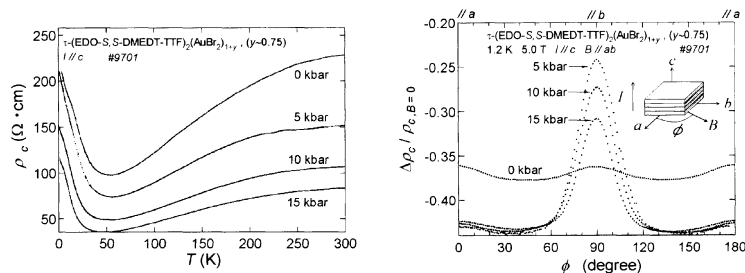 τ-(EDO-S,S-DMEDT-TTF)₂(AuBr₂)₁₊y , (y~0.75)
I // c #9701
0 kbar
5 kbar
10 kbar
15 kbar
ρ c (Ω·cm)
250
200
150
100
50
0 50 100 150 200 250 300
T (K)
// a // b // a
τ-(EDO-S,S-DMEDT-TTF)₂(AuBr₂)₁₊y , (y~0.75)
1.2 K 5.0 T I // c B // ab #9701
5 kbar
10 kbar
15 kbar
0 kbar
c
I
b
a
ϕ
B
Δρc / ρc, B = 0
-0.20
-0.25
-0.30
-0.35
-0.40
0 30 60 90 120 150 180
ϕ (degree)